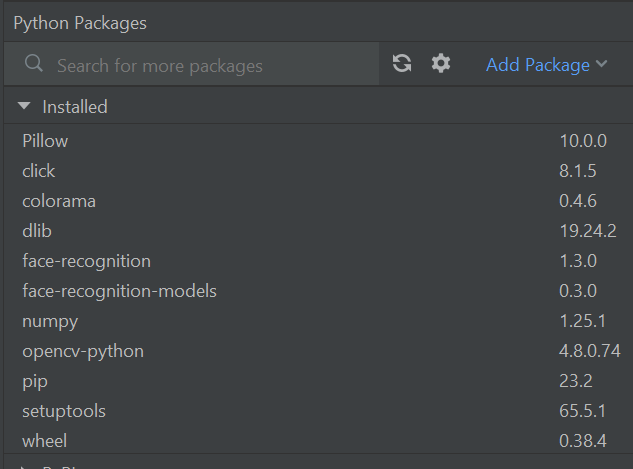 Python Packages
Search for more packages Add Package
Installed
Pillow 10.0.0
click 8.1.5
colorama 0.4.6
dlib 19.24.2
face-recognition 1.3.0
face-recognition-models 0.3.0
numpy 1.25.1
opencv-python 4.8.0.74
pip 23.2
setuptools 65.5.1
wheel 0.38.4